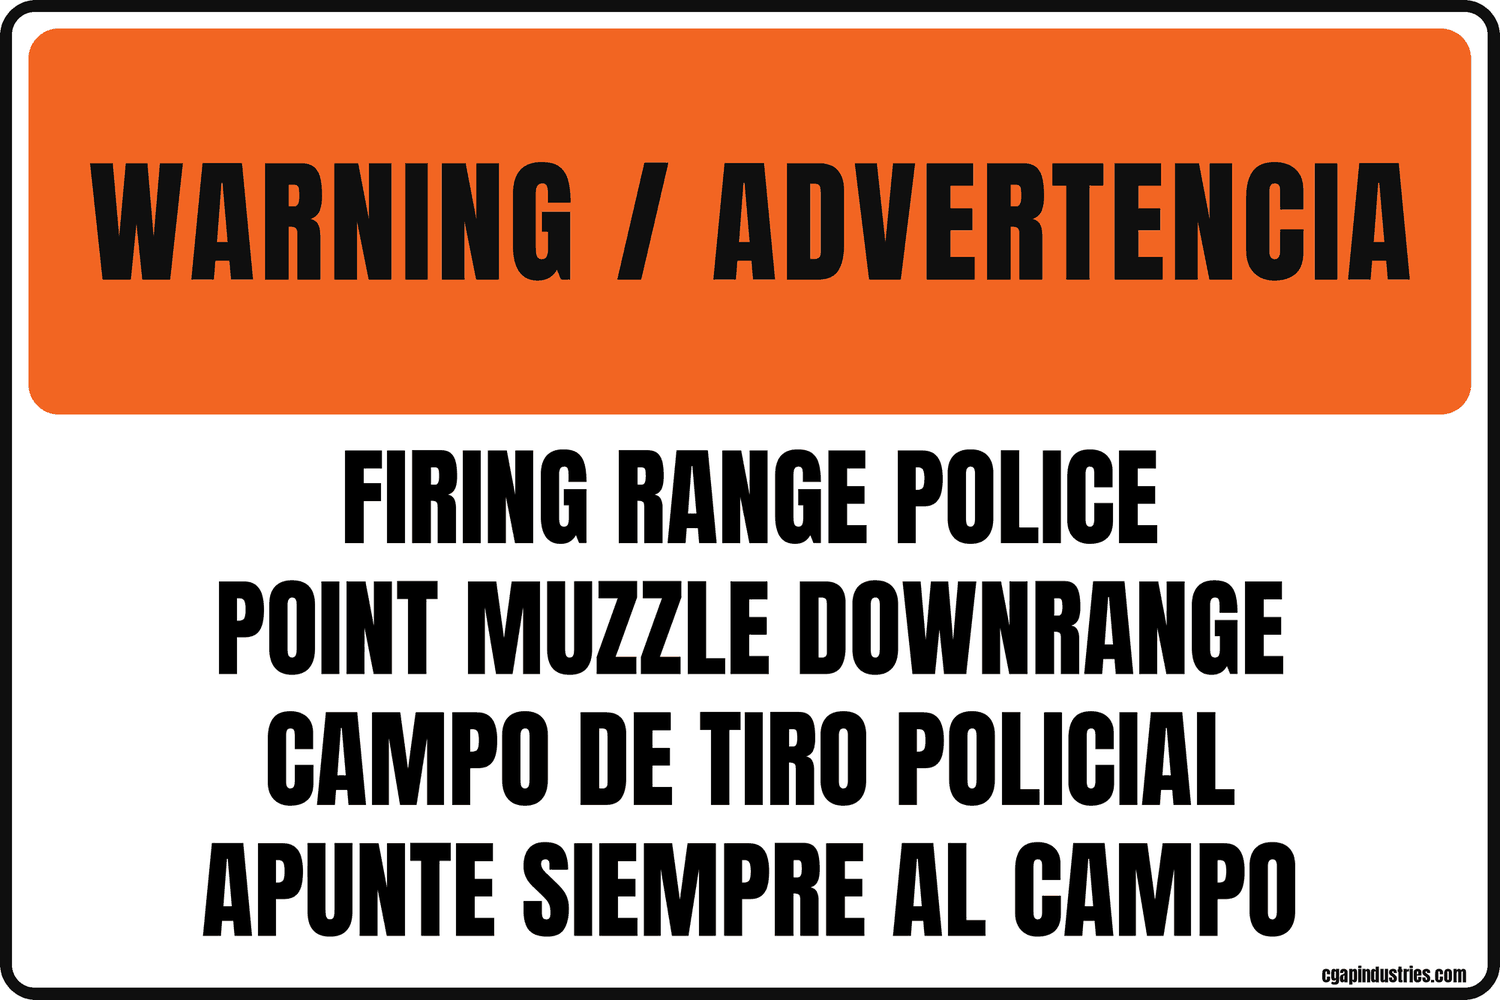 WARNING / ADVERTENCIA
FIRING RANGE POLICE
POINT MUZZLE DOWNRANGE
CAMPO DE TIRO POLICIAL
APUNTE SIEMPRE AL CAMPO
cgapindustries.com